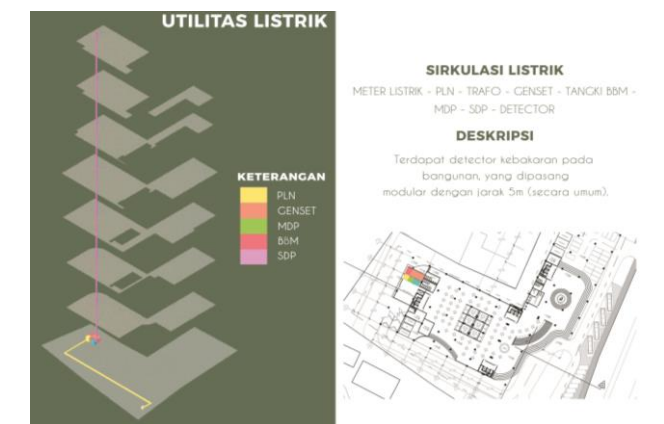 UTILITAS LISTRIK
KETERANGAN
PLN
GENSET
MDP
BBM
SDP
SIRKULASI LISTRIK
METER LISTRIK - PLN - TRAFO - GENSET - TANGKI BBM -
MDP - SDP - DETECTOR
DESKRIPSI
Terdapat detector kebakaran pada
bangunan, yang dipasang
modular dengan jarak 5m (secara umum).